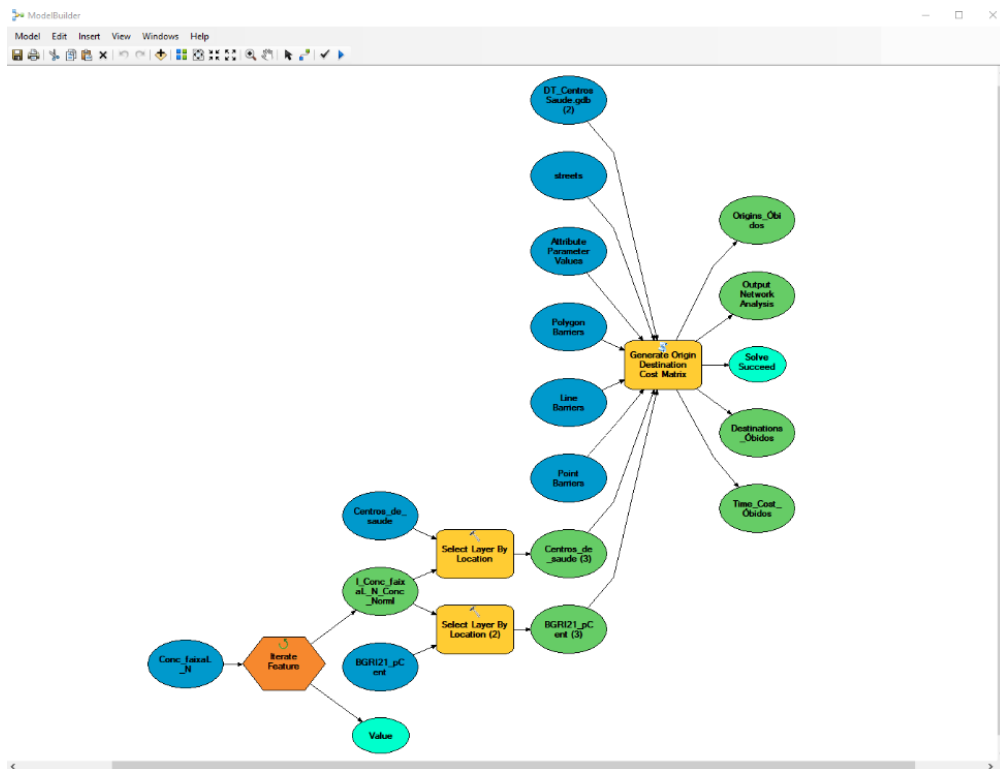 ModelBuilder
Model Edit Insert View Windows Help
DT_Centros
Saude.gdb
(2)
streets
Attribute
Parameter
Values
Polygon
Barriers
Line
Barriers
Point
Barriers
Generate Origin
Destination
Cost Matrix
Origins_Óbi
dos
Output
Network
Analysis
Solve
Succeed
Destinations
_Óbidos
Time_Cost_
Óbidos
Centros_de_
saude
Select Layer By
Location
Centros_de
_saude (3)
I_Conc_faix
aL_N_Conc
_NormI
Select Layer By
Location (2)
BGRI21_pC
ent (3)
Conc_faixaL
_N
Iterate
Feature
BGRI21_pC
ent
Value